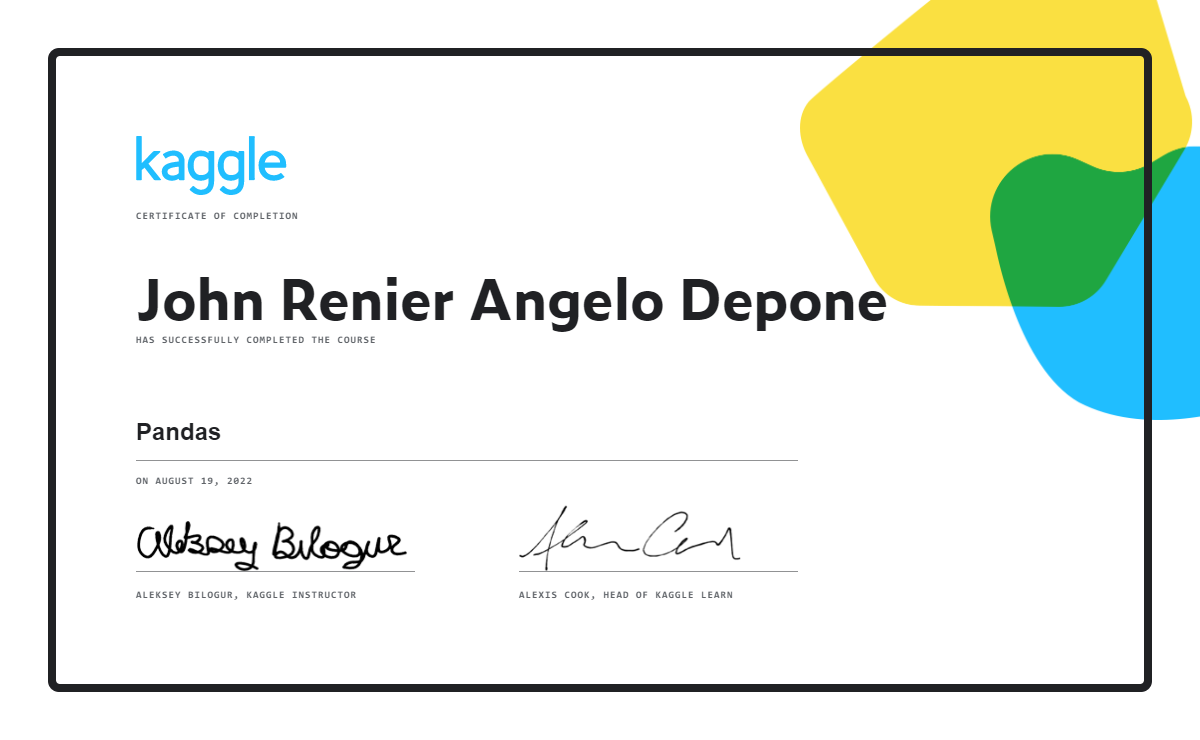 kaggle
CERTIFICATE OF COMPLETION
John Renier Angelo Depone
HAS SUCCESSFULLY COMPLETED THE COURSE
Pandas
ON AUGUST 19, 2022
Aleksey Bilogur
ALEKSEY BILOGUR, KAGGLE INSTRUCTOR
ALEXIS COOK, HEAD OF KAGGLE LEARN